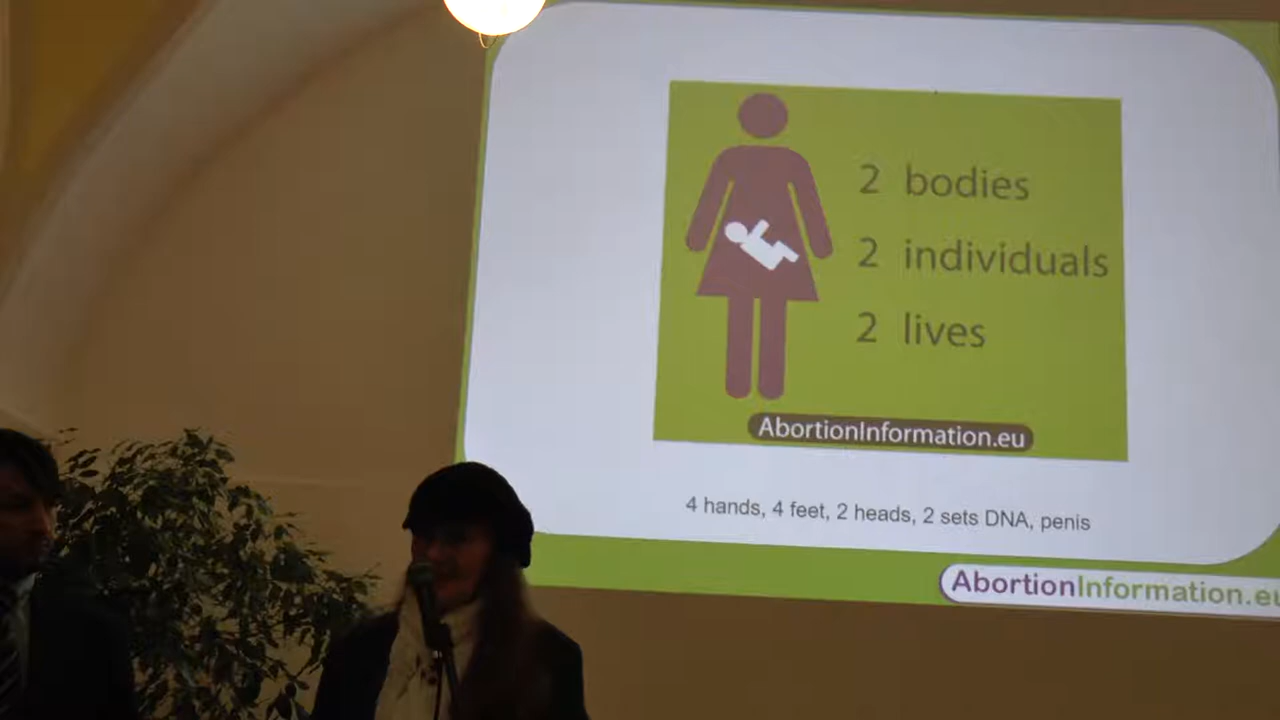 2 bodies
2 individuals
2 lives
AbortionInformation.eu
4 hands, 4 feet, 2 heads, 2 sets DNA, penis
AbortionInformation.eu